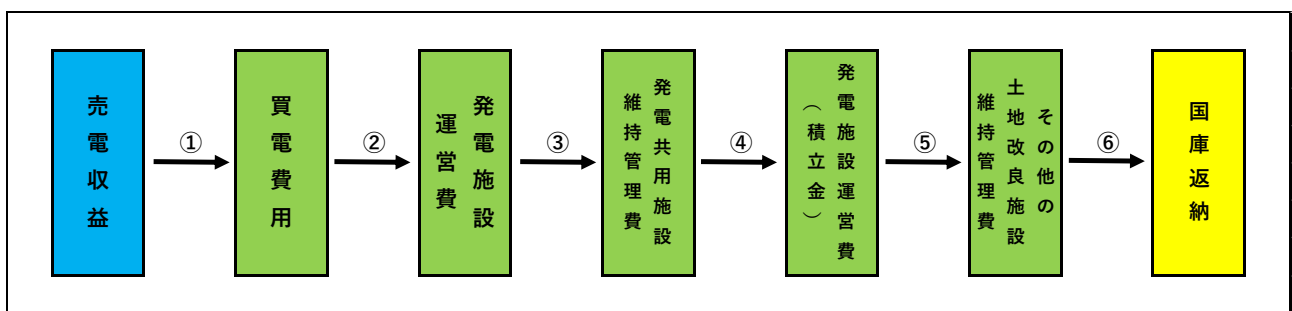 売電収益
①
買電費用
②
発電施設
運営費
③
発電共用施設
維持管理費
④
発電施設運営費
（積立金）
⑤
その他の
土地改良施設
維持管理費
⑥
国庫返納